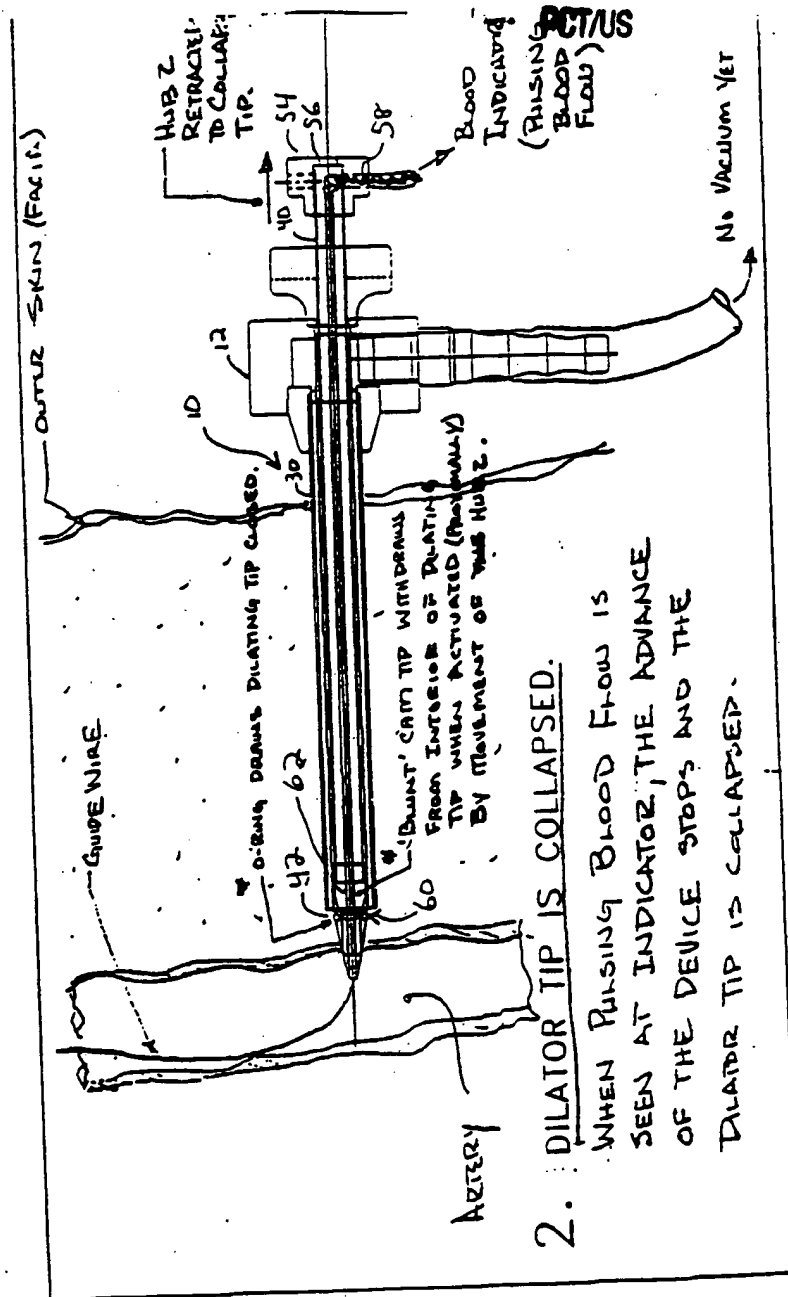 PCT/US
OUTER SKIN
GUIDE WIRE
HUB 2
RETRACTED
TO COLLAPSE
TIP.
10
12
30
40
54
56
58
BLOOD
INDICATOR
(PULSING
BLOOD
FLOW)
NO VACUUM YET
* O-RING DRAWS DILATING TIP CLOSED.
42
62
60
* 'BLUNT' CAM TIP WITHDRAWS
FROM INTERIOR OF DILATING
TIP WHEN ACTIVATED (PROXIMALLY)
BY MOVEMENT OF HUB 2.
ARTERY
2. DILATOR TIP IS COLLAPSED.
WHEN PULSING BLOOD FLOW IS
SEEN AT INDICATOR, THE ADVANCE
OF THE DEVICE STOPS AND THE
DILATOR TIP IS COLLAPSED.